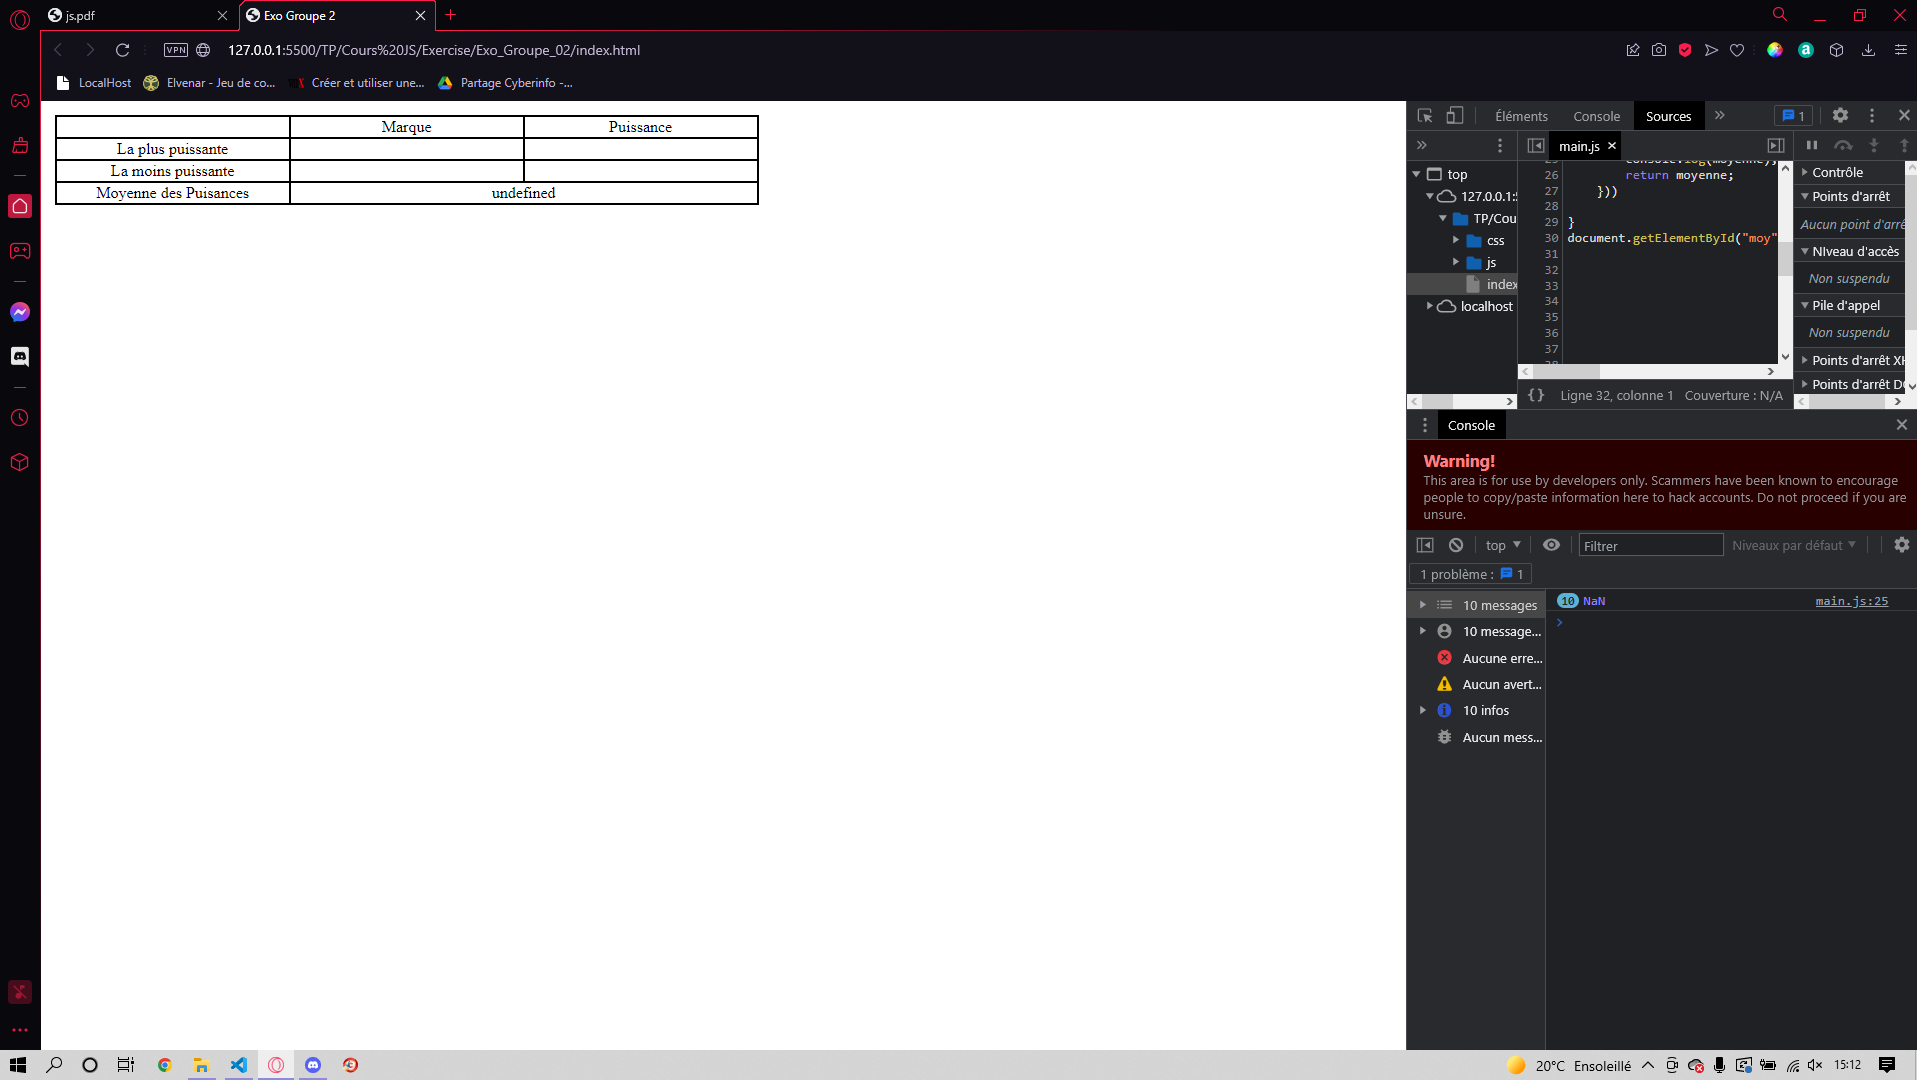 js.pdf
Exo Groupe 2
VPN
127.0.0.1:5500/TP/Cours%20JS/Exercise/Exo_Groupe_02/index.html
LocalHost
Elvenar - Jeu de co...
Créer et utiliser une...
Partage Cyberinfo -...
Marque Puissance
La plus puissante
La moins puissante
Moyenne des Puisances undefined
Éléments Console Sources 1
main.js
top
127.0.0.1:
TP/Cou
css
js
index
localhost
26 return moyenne;
27 }))
28
29 }
30 document.getElementById("moy"
31
32
33
34
35
36
37
{} Ligne 32, colonne 1 Couverture : N/A
Contrôle
Points d'arrêt
Aucun point d'arrê
NIveau d'accès
Non suspendu
Pile d'appel
Non suspendu
Points d'arrêt XH
Points d'arrêt DO
Console
Warning!
This area is for use by developers only. Scammers have been known to encourage
people to copy/paste information here to hack accounts. Do not proceed if you are
unsure.
top Filtrer Niveaux par défaut
1 problème : 1
10 messages
10 message...
Aucune erre...
Aucun avert...
10 infos
Aucun mess...
10 NaN main.js:25
20°C Ensoleillé 15:12